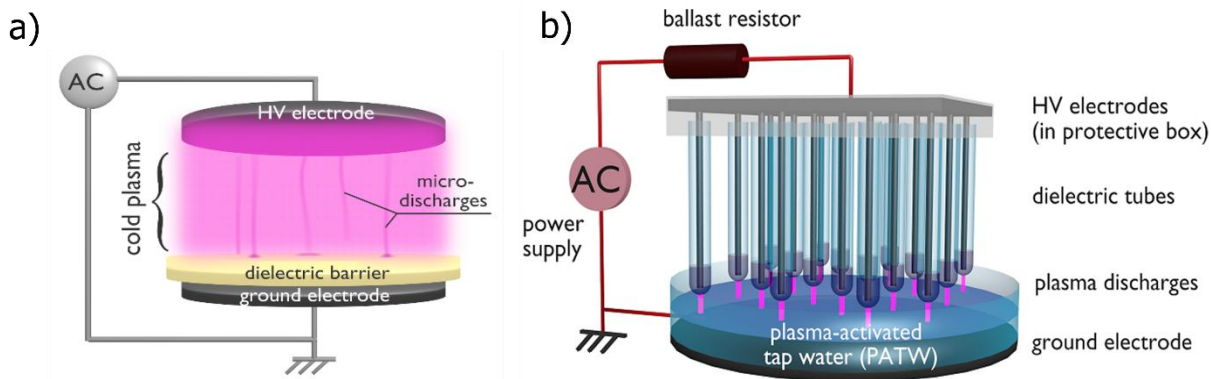 a)
AC
HV electrode
cold plasma
micro-
discharges
dielectric barrier
ground electrode
b)
ballast resistor
AC
power
supply
HV electrodes
(in protective box)
dielectric tubes
plasma discharges
ground electrode
plasma-activated
tap water (PATW)